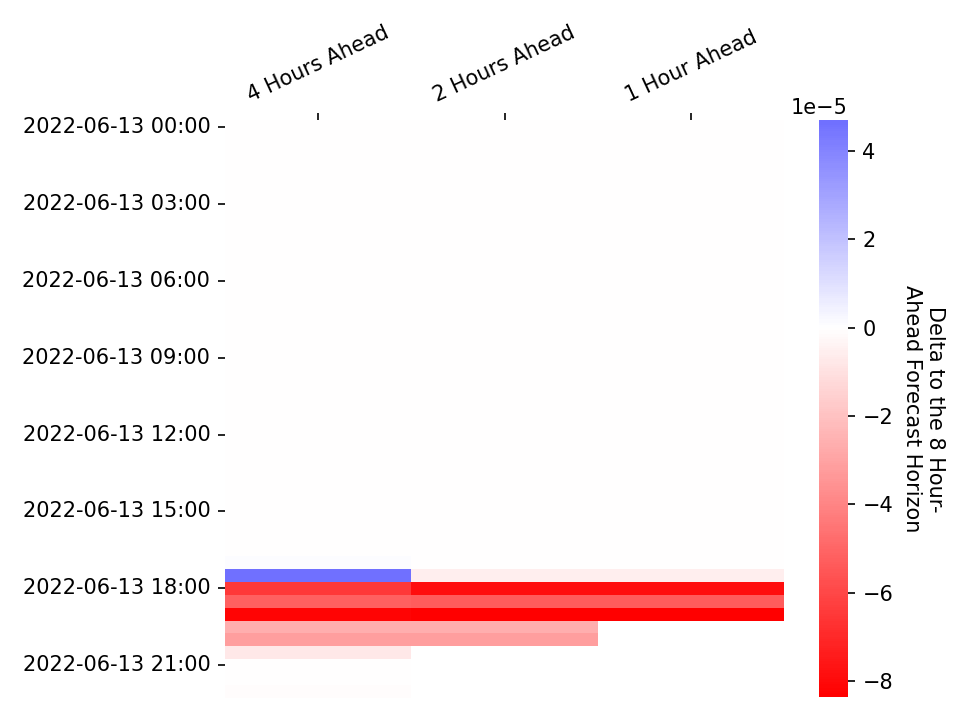 4 Hours Ahead
2 Hours Ahead
1 Hour Ahead
1e−5
2022-06-13 00:00
2022-06-13 03:00
2022-06-13 06:00
2022-06-13 09:00
2022-06-13 12:00
2022-06-13 15:00
2022-06-13 18:00
2022-06-13 21:00
4
2
0
−2
−4
−6
−8
Delta to the 8 Hour-
Ahead Forecast Horizon